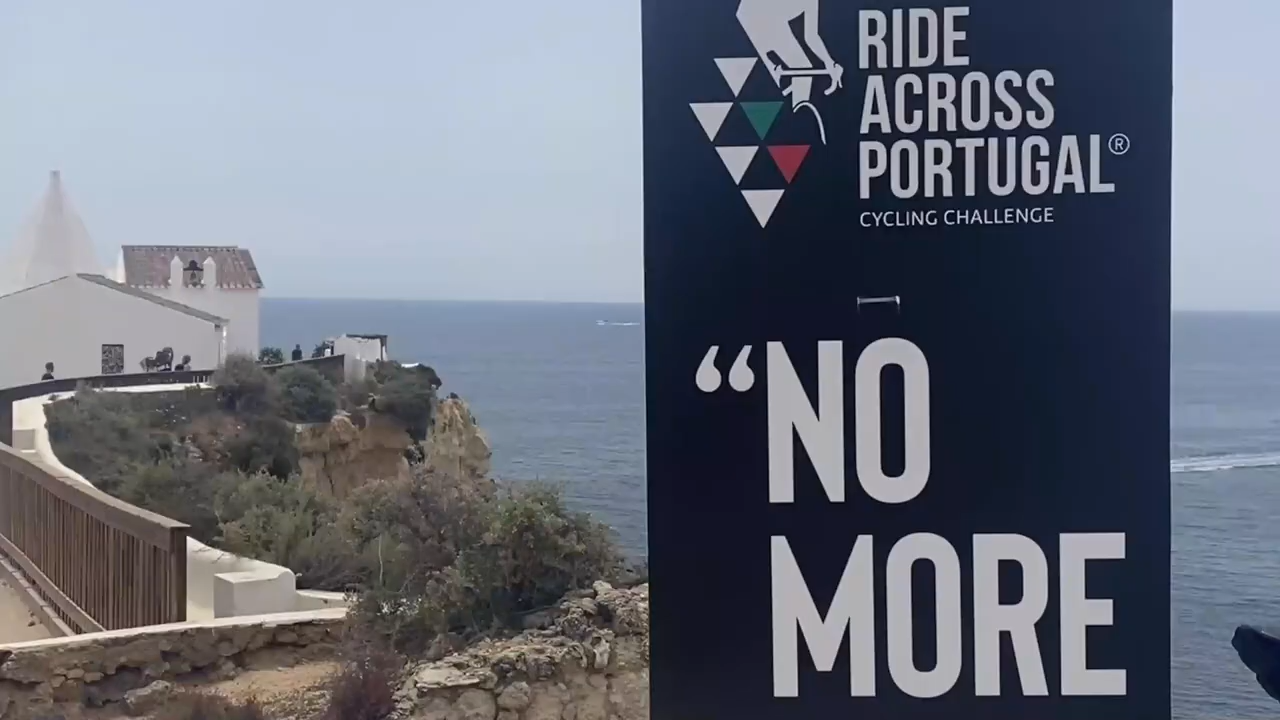 RIDE
ACROSS
PORTUGAL®
CYCLING CHALLENGE
“NO
MORE